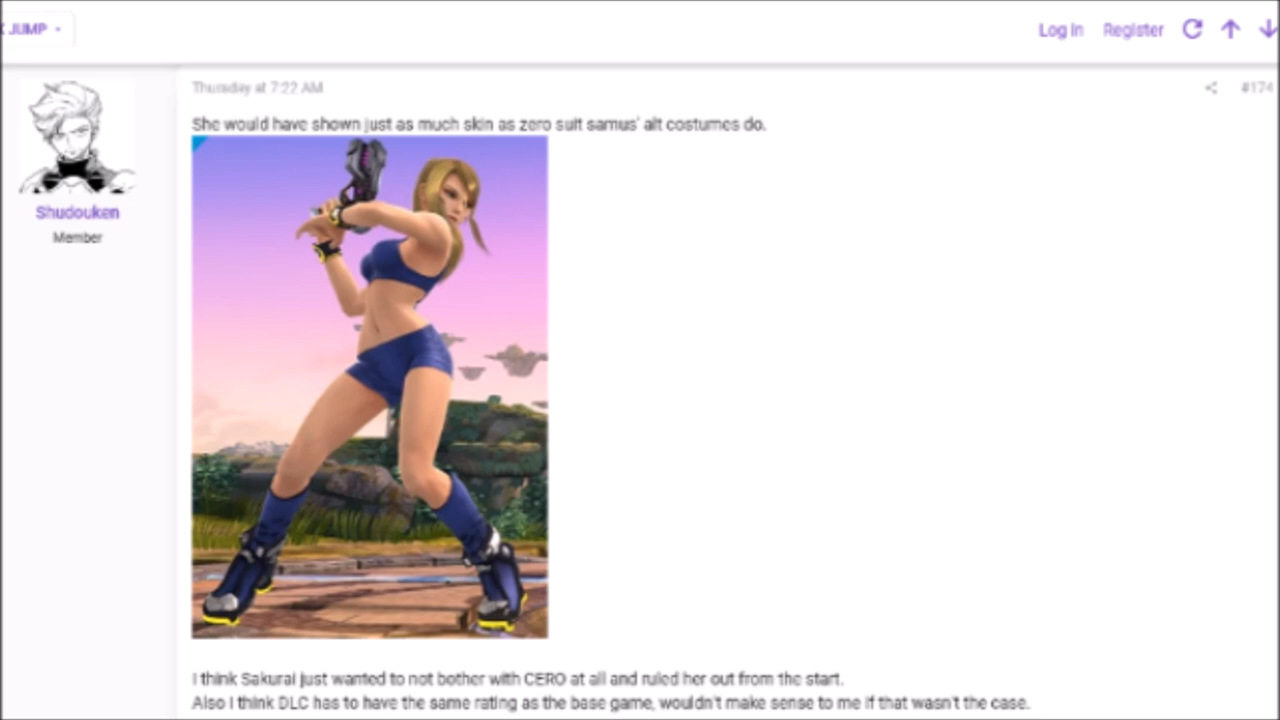 JUMP
Log in Register
Thursday at 7:22 AM
#174
She would have shown just as much skin as zero suit samus' alt costumes do.
Shudouken
Member
I think Sakurai just wanted to not bother with CERO at all and ruled her out from the start.
Also I think DLC has to have the same rating as the base game, wouldn't make sense to me if that wasn't the case.